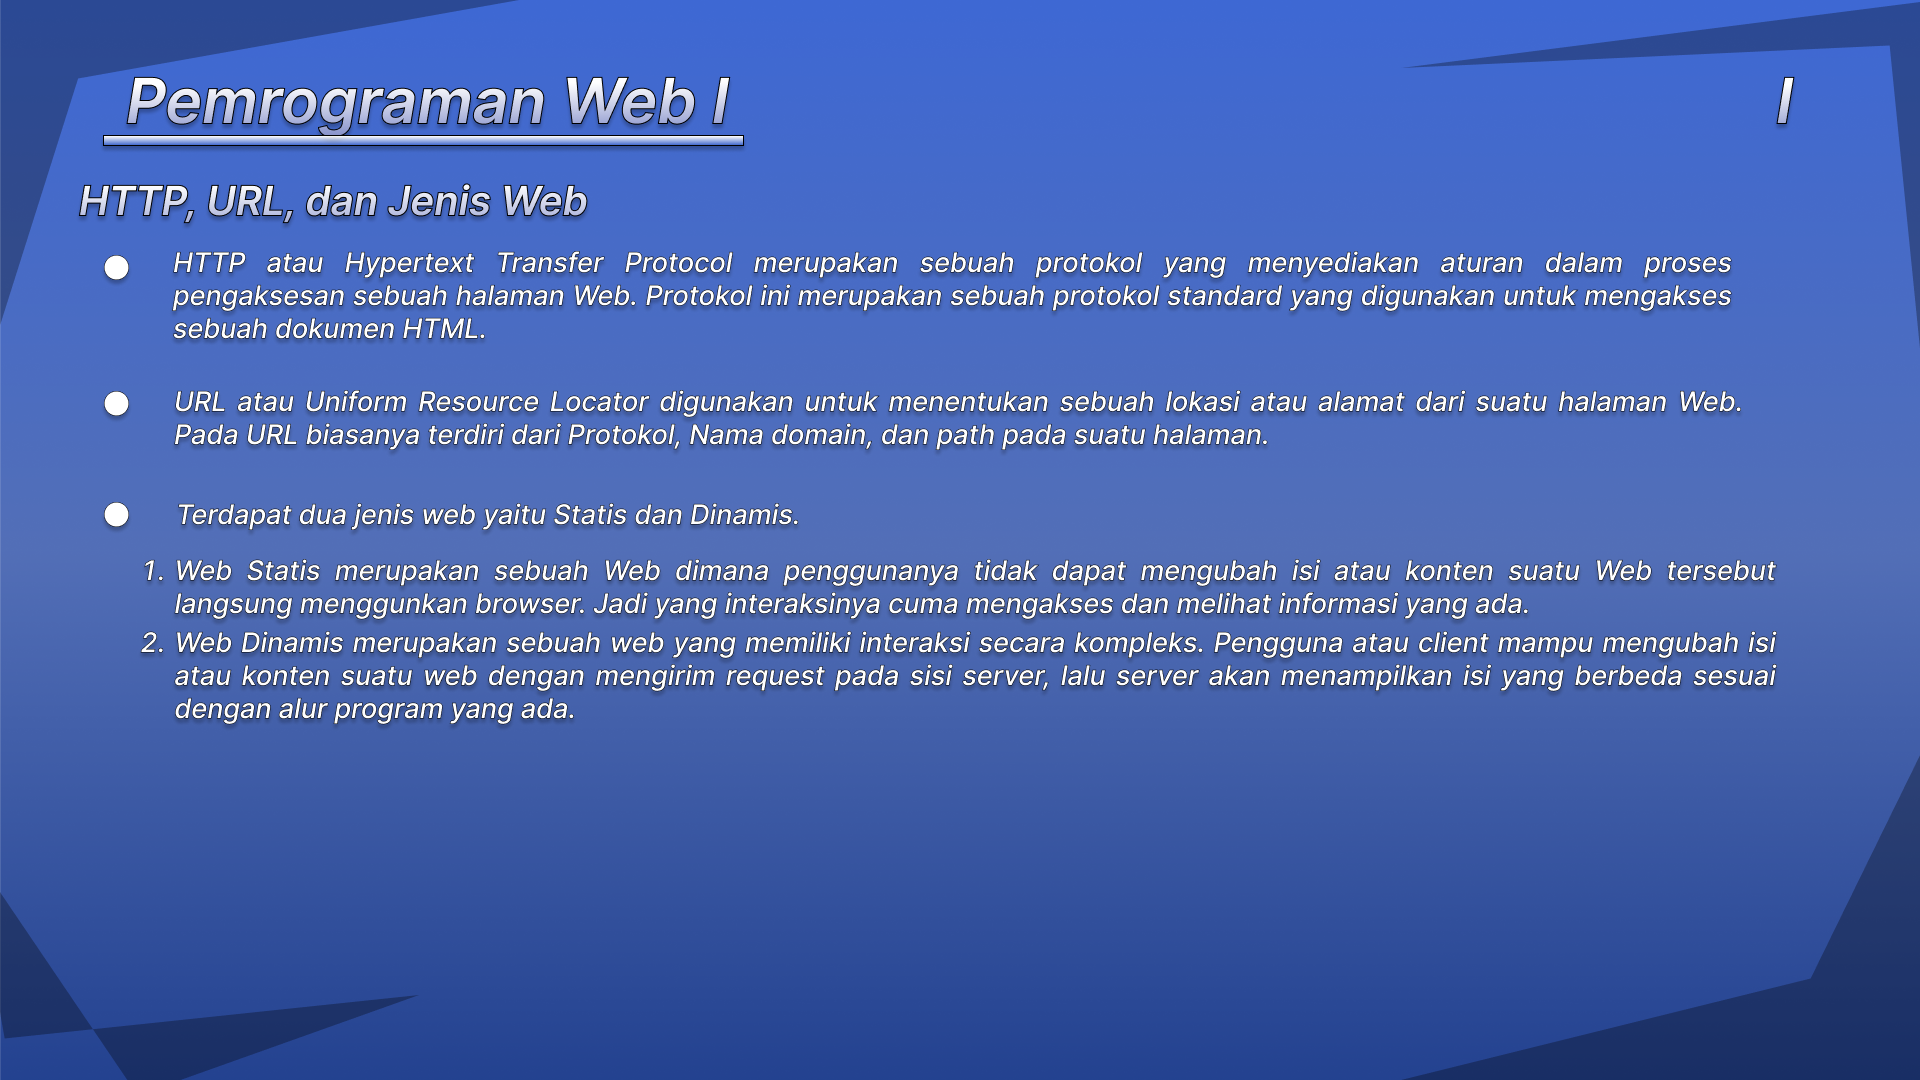 Pemrograman Web I
I
HTTP, URL, dan Jenis Web
HTTP atau Hypertext Transfer Protocol merupakan sebuah protokol yang menyediakan aturan dalam proses
pengaksesan sebuah halaman Web. Protokol ini merupakan sebuah protokol standard yang digunakan untuk mengakses
sebuah dokumen HTML.
URL atau Uniform Resource Locator digunakan untuk menentukan sebuah lokasi atau alamat dari suatu halaman Web.
Pada URL biasanya terdiri dari Protokol, Nama domain, dan path pada suatu halaman.
Terdapat dua jenis web yaitu Statis dan Dinamis.
1. Web Statis merupakan sebuah Web dimana penggunanya tidak dapat mengubah isi atau konten suatu Web tersebut
langsung menggunkan browser. Jadi yang interaksinya cuma mengakses dan melihat informasi yang ada.
2. Web Dinamis merupakan sebuah web yang memiliki interaksi secara kompleks. Pengguna atau client mampu mengubah isi
atau konten suatu web dengan mengirim request pada sisi server, lalu server akan menampilkan isi yang berbeda sesuai
dengan alur program yang ada.